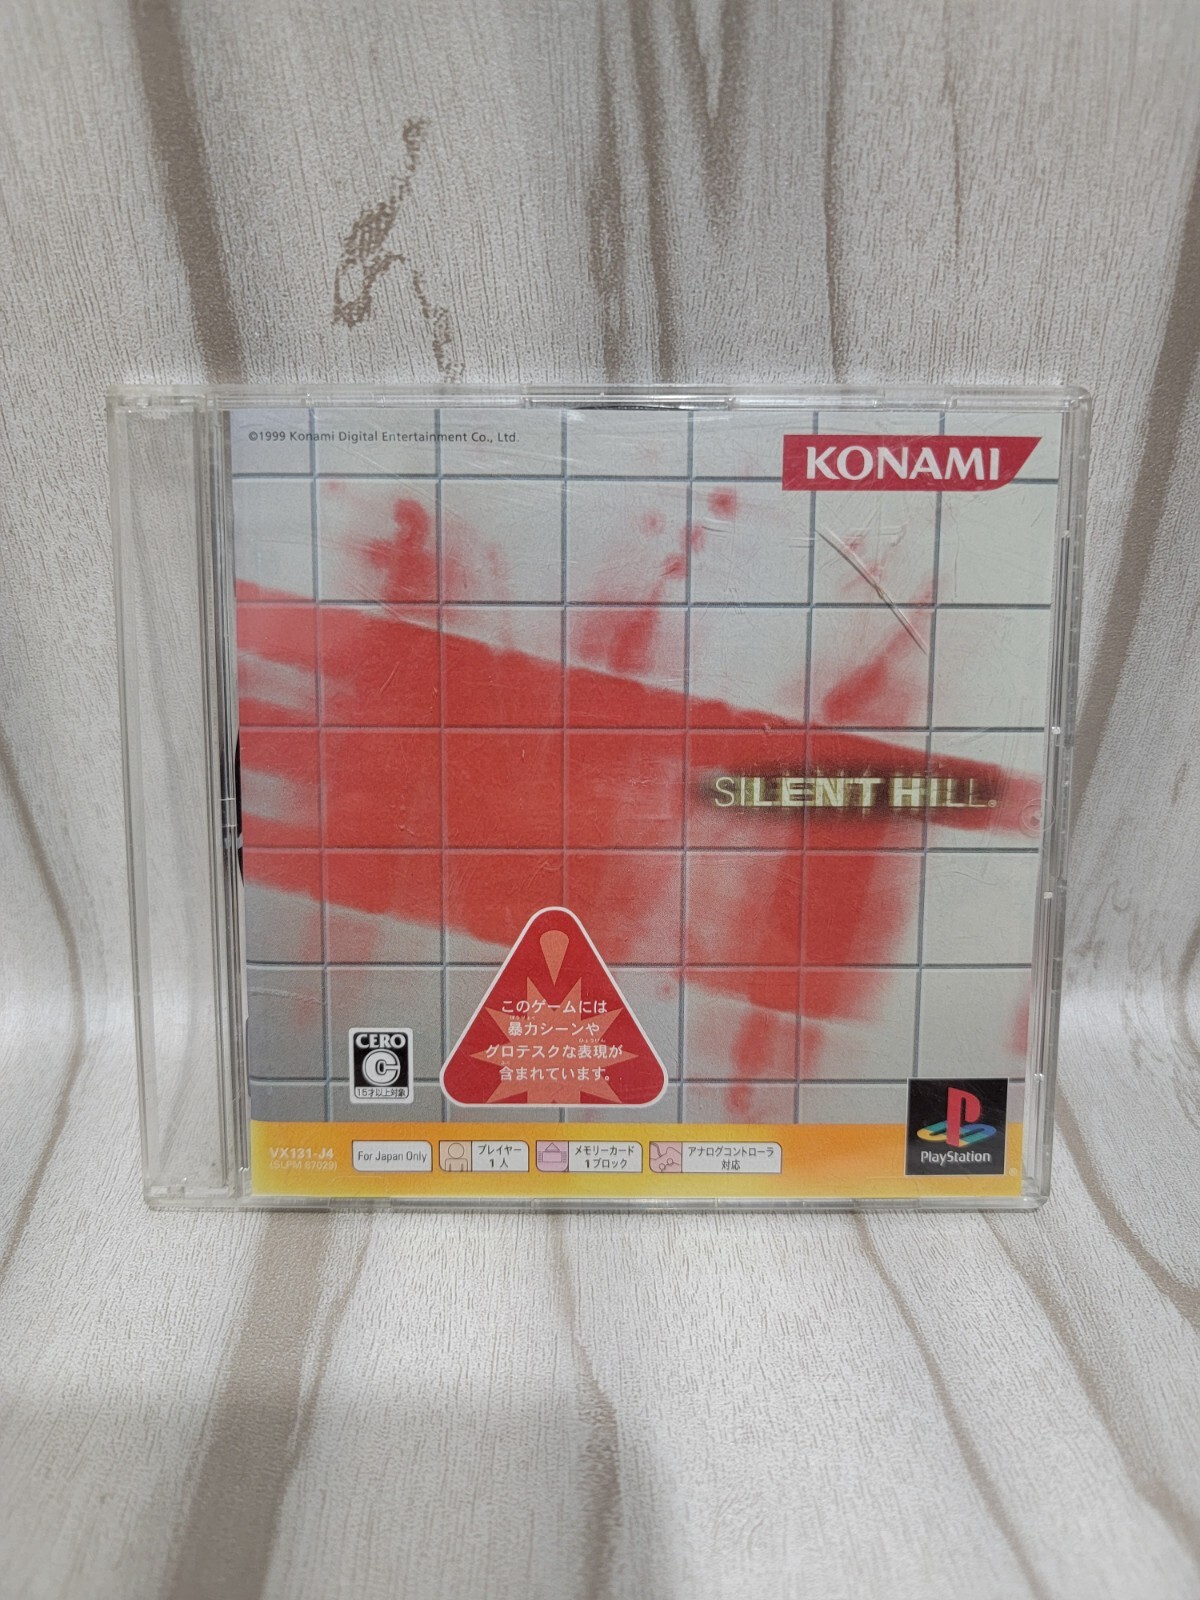 ©1999 Konami Digital Entertainment Co., Ltd.
KONAMI
SILENT HILL®
このゲームには
暴力シーンや
グロテスクな表現が
含まれています。
CERO
C
15才以上対象
VX131-J4
For Japan Only
プレイヤー
1人
メモリーカード
1ブロック
アナログコントローラ
対応
PlayStation
®